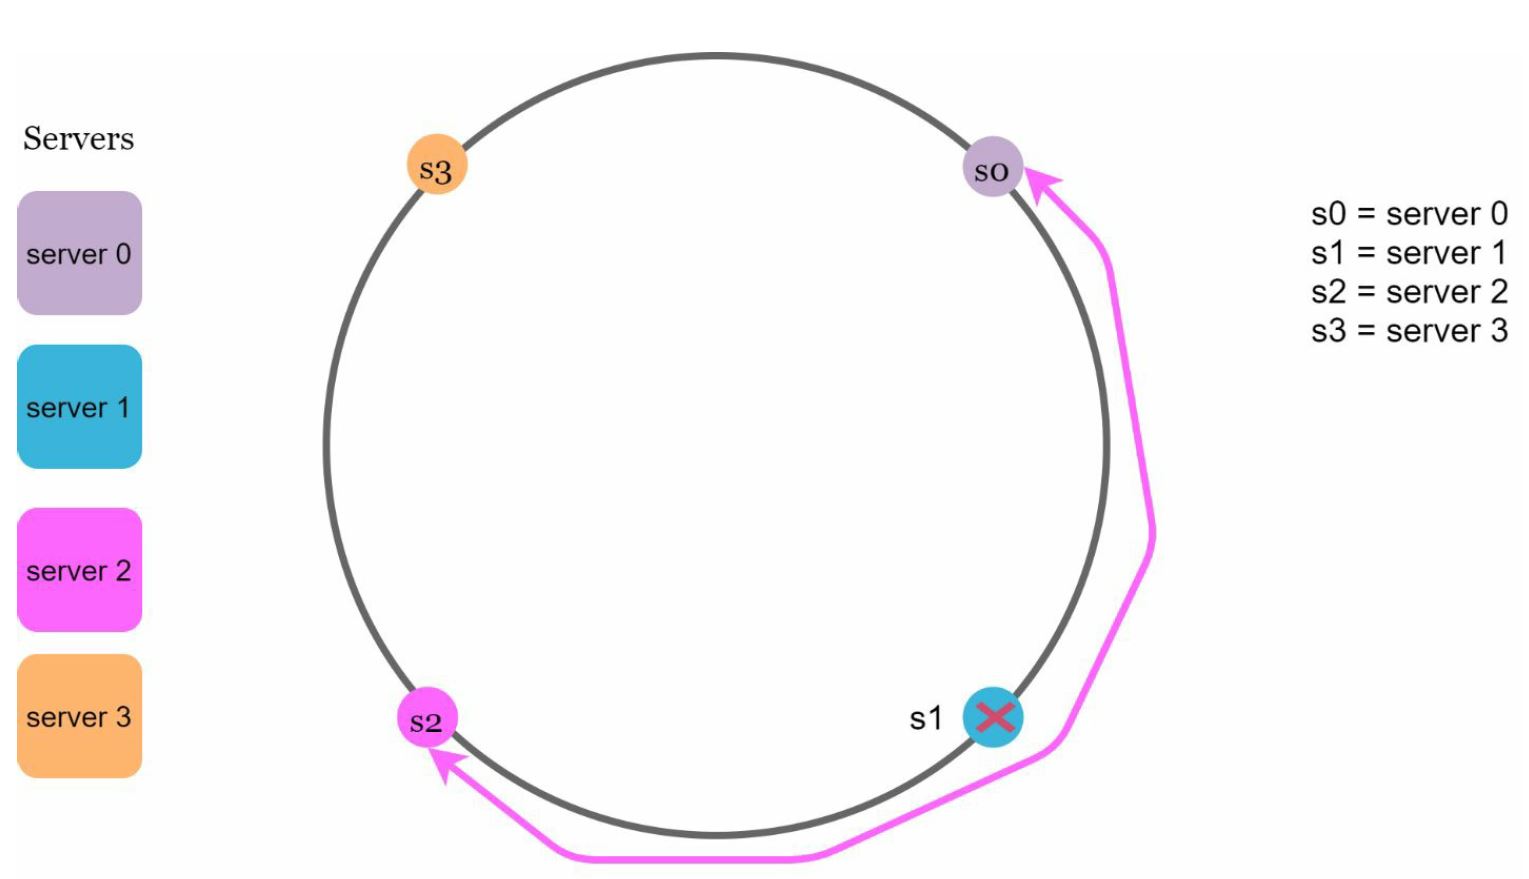 Servers
server 0
server 1
server 2
server 3
s3
s0
s2
s1
s0 = server 0
s1 = server 1
s2 = server 2
s3 = server 3